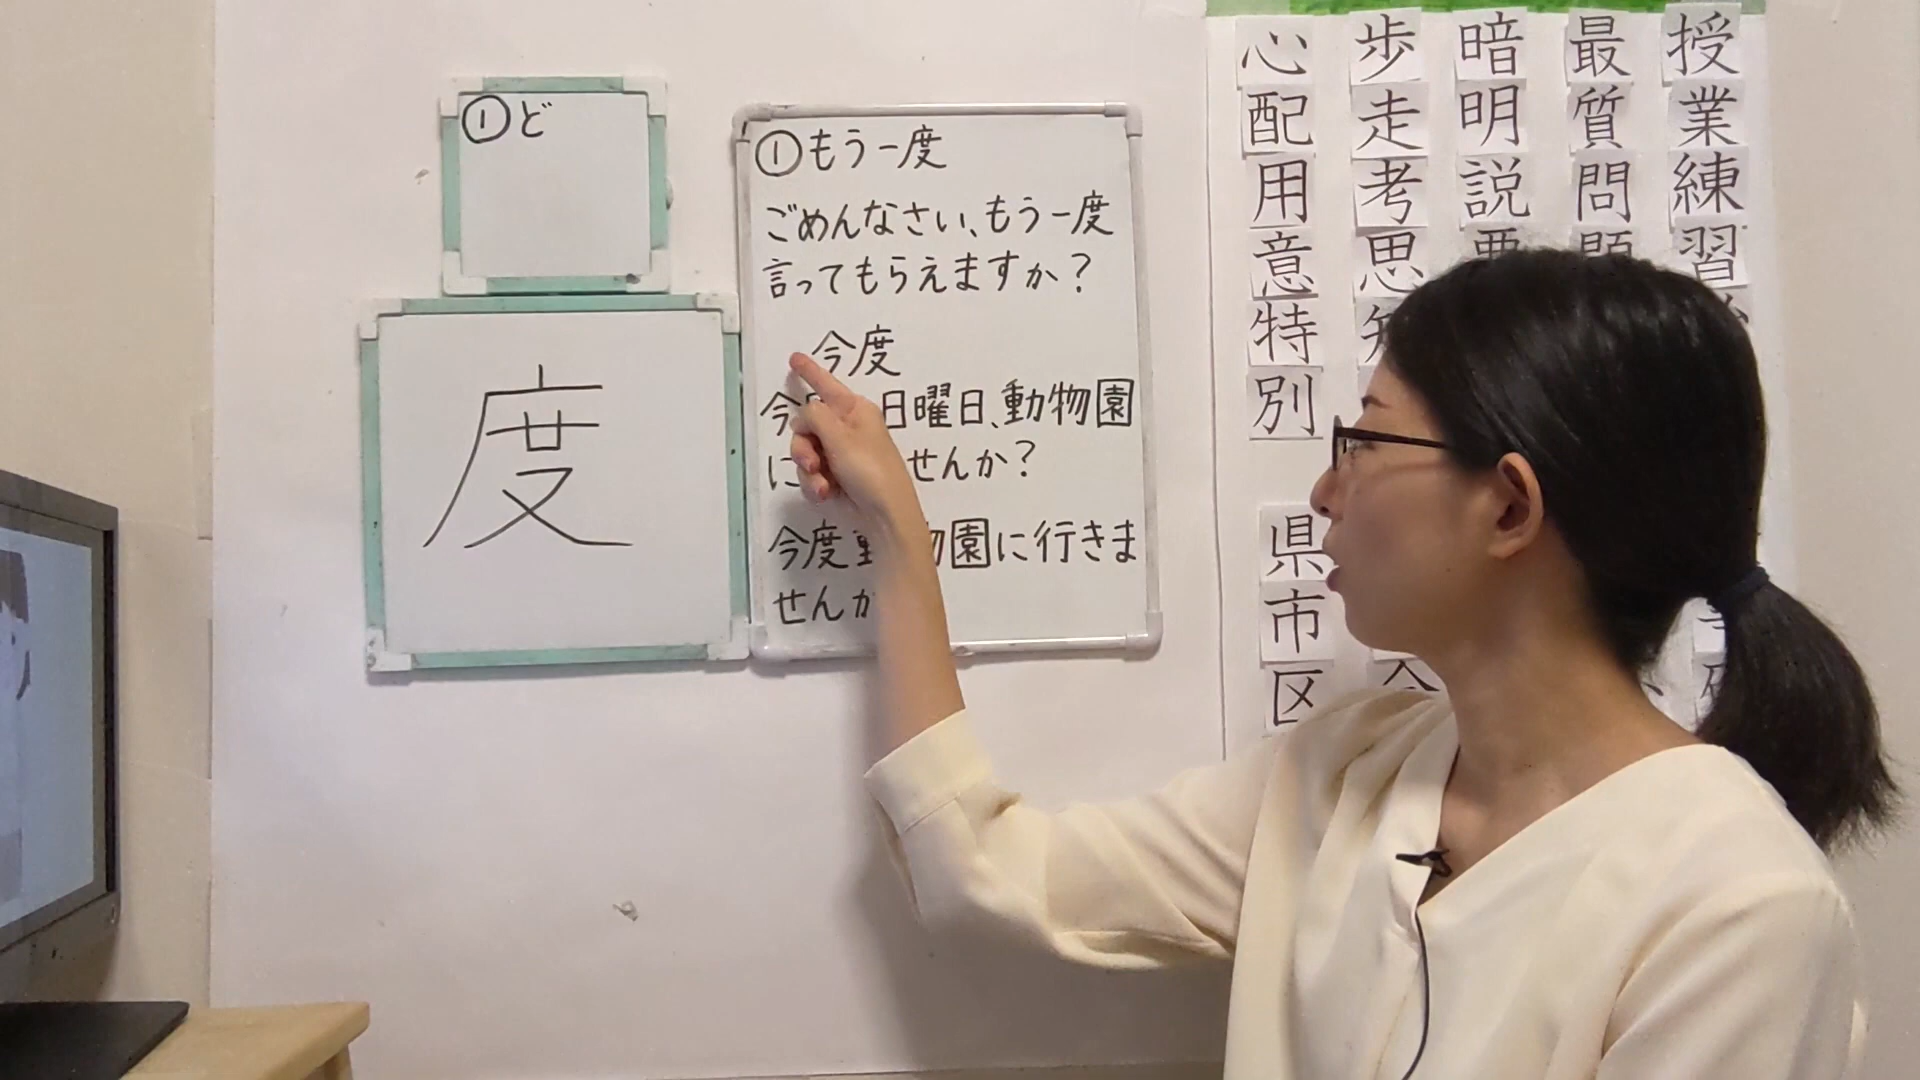 ①ど
度
①もう一度
ごめんなさい、もう一度
言ってもらえますか？
今度
今 日曜日、動物園
に せんか？
今度 物園に行きま
せんか
授業練習
最質問
暗明説
歩走考思
心配用意特別
県市区